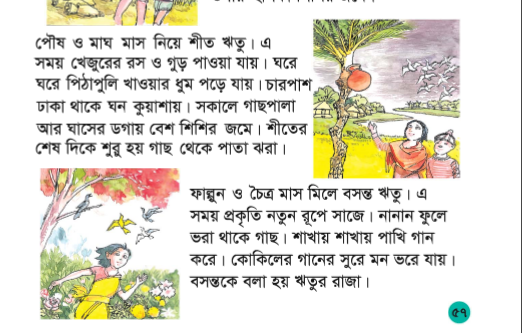 পৌষ ও মাঘ মাস নিয়ে শীত ঋতু। এ
সময় খেজুরের রস ও গুড় পাওয়া যায়। ঘরে
ঘরে পিঠাপুলি খাওয়ার ধুম পড়ে যায়। চারপাশ
ঢাকা থাকে ঘন কুয়াশায়। সকালে গাছপালা
আর ঘাসের ডগায় বেশ শিশির জমে। শীতের
শেষ দিকে শুরু হয় গাছ থেকে পাতা ঝরা।
ফাল্গুন ও চৈত্র মাস মিলে বসন্ত ঋতু। এ
সময় প্রকৃতি নতুন রূপে সাজে। নানান ফুলে
ভরা থাকে গাছ। শাখায় শাখায় পাখি গান
করে। কোকিলের গানের সুরে মন ভরে যায়।
বসন্তকে বলা হয় ঋতুর রাজা।
৫৭